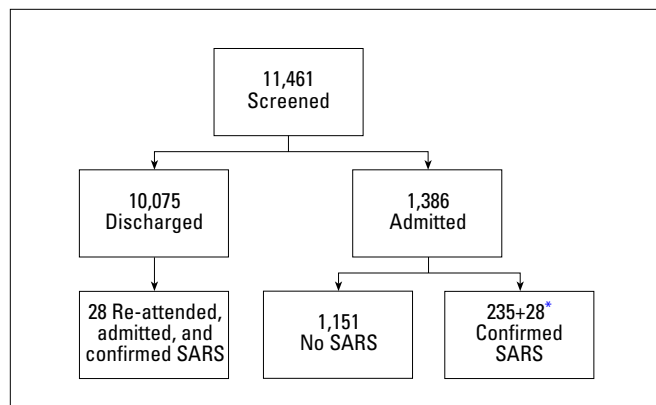 11,461
Screened
10,075
Discharged
1,386
Admitted
28 Re-attended,
admitted, and
confirmed SARS
1,151
No SARS
235+28*
Confirmed
SARS